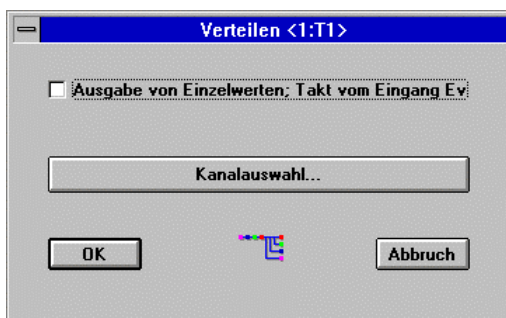 Verteilen <1:T1>
Ausgabe von Einzelwerten; Takt vom Eingang Ev
Kanalauswahl...
OK
Abbruch